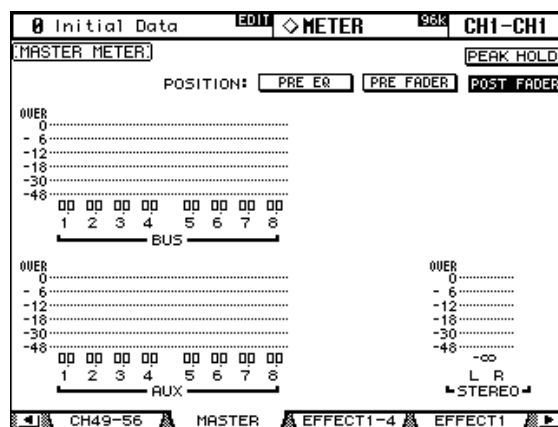 0 Initial Data EDIT ◇METER 96K CH1-CH1
MASTER METER PEAK HOLD
POSITION: PRE EQ PRE FADER POST FADER
OVER
0
- 6
-12
-18
-30
-48
00 00 00 00 00 00 00 00
1 2 3 4 5 6 7 8
BUS
OVER
0
- 6
-12
-18
-30
-48
00 00 00 00 00 00 00 00
1 2 3 4 5 6 7 8
AUX
OVER
0
- 6
-12
-18
-30
-48
-∞
L R
STEREO
CH49-56 MASTER EFFECT1-4 EFFECT1